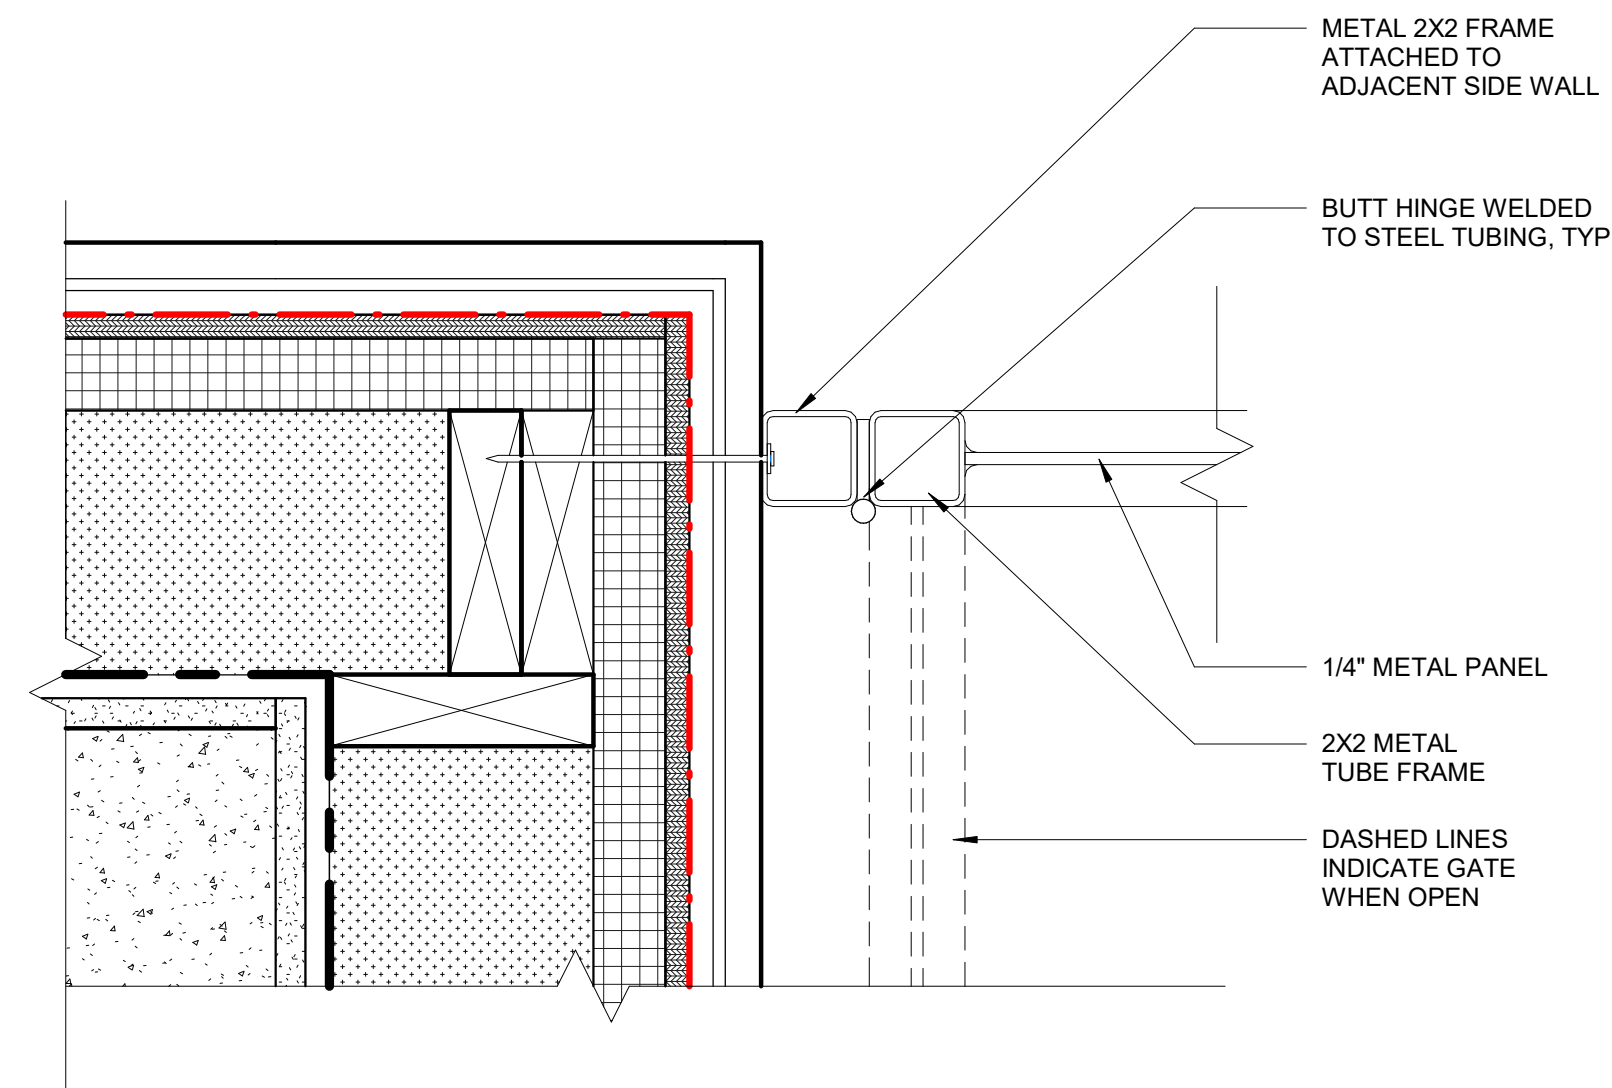 METAL 2X2 FRAME
ATTACHED TO
ADJACENT SIDE WALL
BUTT HINGE WELDED
TO STEEL TUBING, TYP
1/4" METAL PANEL
2X2 METAL
TUBE FRAME
DASHED LINES
INDICATE GATE
WHEN OPEN